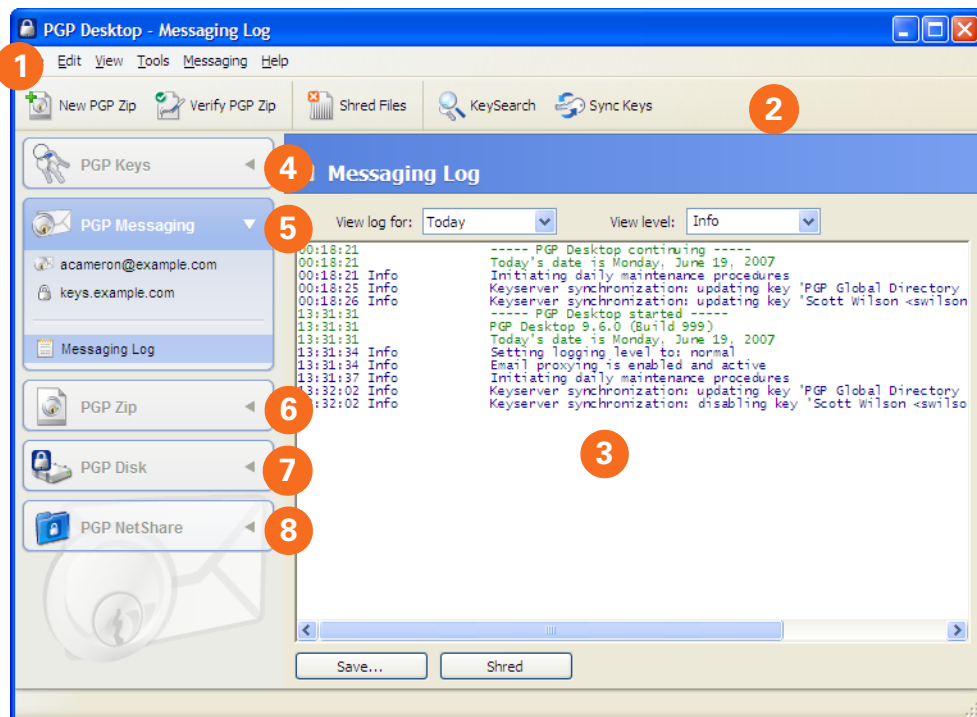 PGP Desktop - Messaging Log
1 Edit View Tools Messaging Help
New PGP Zip Verify PGP Zip Shred Files KeySearch Sync Keys 2
PGP Keys 4
Messaging Log
PGP Messaging 5
View log for: Today View level: Info
acameron@example.com
keys.example.com
Messaging Log
00:18:21 ----- PGP Desktop continuing -----
00:18:21 Today's date is Monday, June 19, 2007
00:18:21 Info Initiating daily maintenance procedures
00:18:25 Info Keyserver synchronization: updating key 'PGP Global Directory
00:18:26 Info Keyserver synchronization: updating key 'Scott Wilson <swilson
13:31:31 ----- PGP Desktop started -----
13:31:31 PGP Desktop 9.6.0 (Build 999)
13:31:31 Today's date is Monday, June 19, 2007
13:31:34 Info Setting logging level to: normal
13:31:34 Info Email proxying is enabled and active
13:31:37 Info Initiating daily maintenance procedures
13:32:02 Info Keyserver synchronization: updating key 'PGP Global Directory
13:32:02 Info Keyserver synchronization: disabling key 'Scott Wilson <swilso
PGP Zip 6
3
PGP Disk 7
PGP NetShare 8
Save... Shred